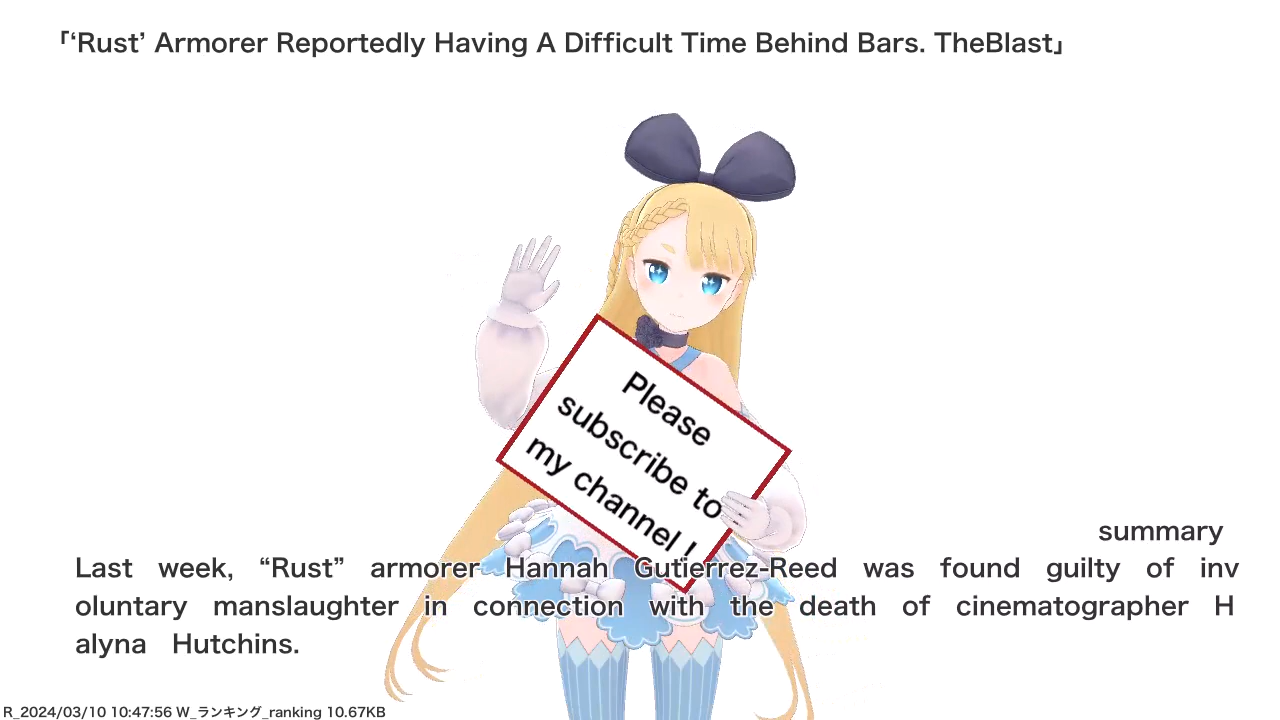 「‘Rust’ Armorer Reportedly Having A Difficult Time Behind Bars. TheBlast」
Please
subscribe to
my channel !
summary
Last week, “Rust” armorer Hannah Gutierrez-Reed was found guilty of inv
oluntary manslaughter in connection with the death of cinematographer H
alyna Hutchins.
R_2024/03/10 10:47:56 W_ランキング_ranking 10.67KB